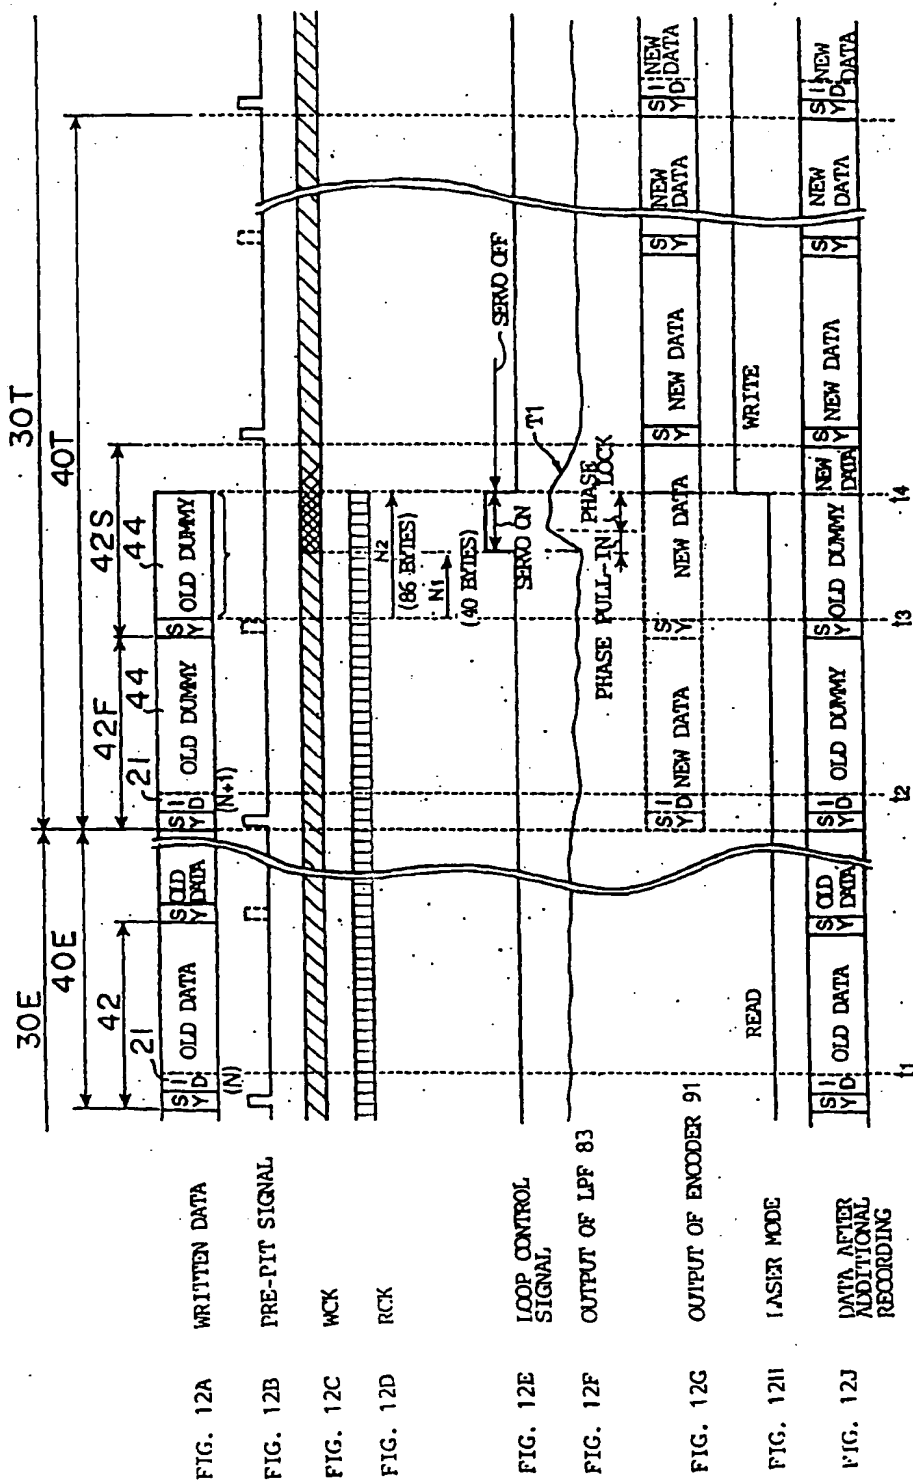 30E
30T
40E
40T
42
42F
42S
21
21
44
44
FIG. 12A WRITTEN DATA
SY ID OLD DATA SY OLD DATA SY ID OLD DUMMY SY OLD DUMMY
(N)
(N+1)
FIG. 12B PRE-PIT SIGNAL
FIG. 12C WCK
FIG. 12D RCK
N2
(86 BYTES)
N1
(40 BYTES)
FIG. 12E LOOP CONTROL
SIGNAL
SERVO ON
SERVO OFF
FIG. 12F OUTPUT OF LPF 83
T1
PHASE PULL-IN
PHASE
LOCK
FIG. 12G OUTPUT OF ENCODER 91
SY ID NEW DATA SY NEW DATA SY NEW DATA SY NEW DATA SY ID NEW DATA
FIG. 12H LASER MODE
READ
WRITE
FIG. 12J DATA AFTER
ADDITIONAL
RECORDING
SY ID OLD DATA SY OLD DATA SY ID OLD DUMMY SY OLD DUMMY NEW DATA SY NEW DATA SY NEW DATA SY ID NEW DATA
t1
t2
t3
t4